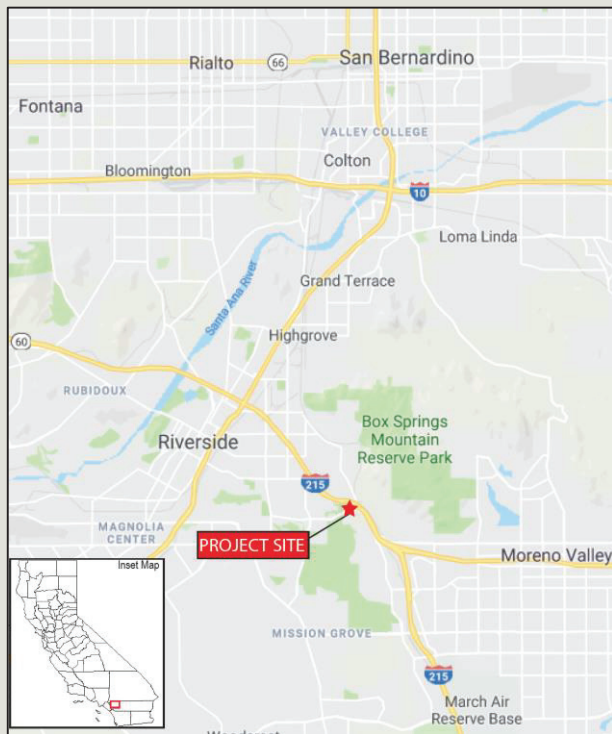 San Bernardino
Rialto
66
Fontana
VALLEY COLLEGE
Colton
Bloomington
10
Loma Linda
Santa Ana River
Grand Terrace
Highgrove
60
RUBIDOUX
Box Springs
Mountain
Reserve Park
Riverside
215
MAGNOLIA
CENTER
PROJECT SITE
Moreno Valley
Inset Map
MISSION GROVE
215
March Air
Reserve Base